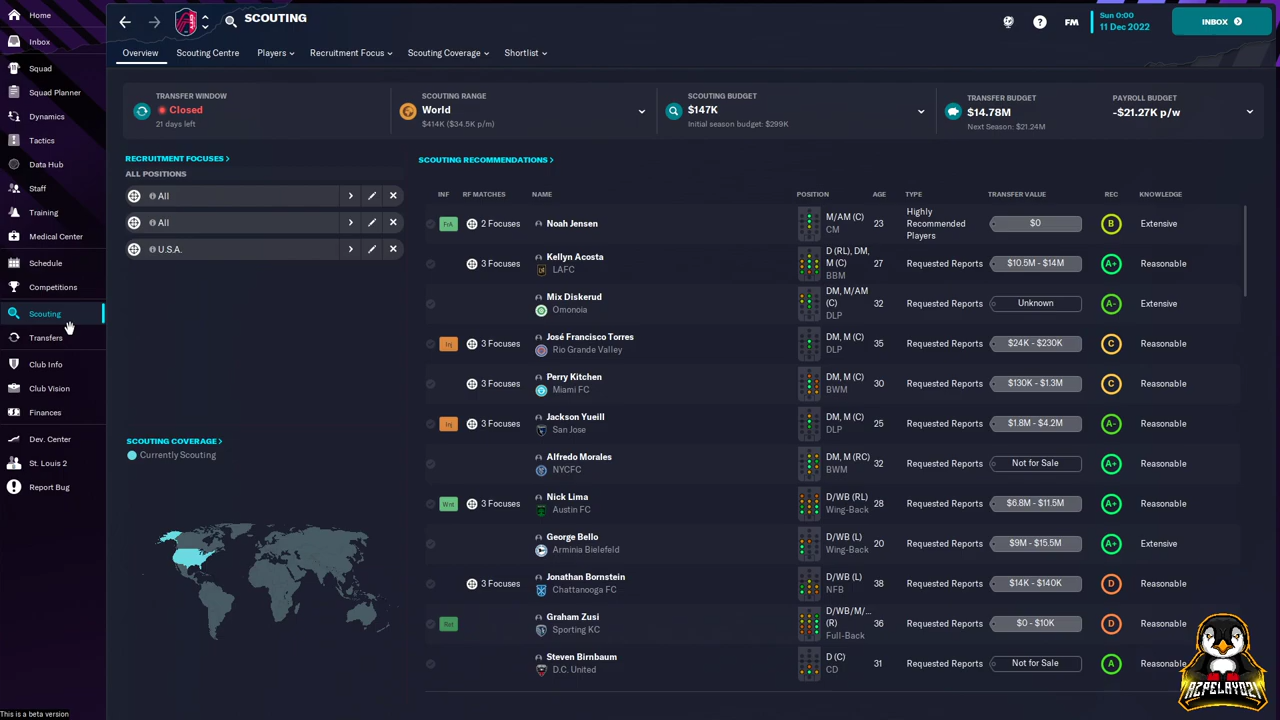 Home
Inbox
Squad
Squad Planner
Dynamics
Tactics
Data Hub
Staff
Training
Medical Center
Schedule
Competitions
Scouting
Transfers
Club Info
Club Vision
Finances
Dev. Center
St. Louis 2
Report Bug
This is a beta version
SCOUTING
FM
Sun 0:00
11 Dec 2022
INBOX
Overview
Scouting Centre
Players
Recruitment Focus
Scouting Coverage
Shortlist
TRANSFER WINDOW
Closed
21 days left
SCOUTING RANGE
World
$414K ($34.5K p/m)
SCOUTING BUDGET
$147K
Initial season budget: $299K
TRANSFER BUDGET
$14.78M
Next Season: $21.24M
PAYROLL BUDGET
-$21.27K p/w
RECRUITMENT FOCUSES >
ALL POSITIONS
All
All
U.S.A.
SCOUTING COVERAGE >
Currently Scouting
SCOUTING RECOMMENDATIONS >
INF RF MATCHES NAME POSITION AGE TYPE TRANSFER VALUE REC KNOWLEDGE
FrA 2 Focuses Noah Jensen M/AM (C) CM 23 Highly Recommended Players $0 B Extensive
3 Focuses Kellyn Acosta LAFC D (RL), DM, M (C) BBM 27 Requested Reports $10.5M - $14M A+ Reasonable
Mix Diskerud Omonoia DM, M/AM (C) DLP 32 Requested Reports Unknown A- Extensive
Inj 3 Focuses José Francisco Torres Rio Grande Valley DM, M (C) DLP 35 Requested Reports $24K - $230K C Reasonable
3 Focuses Perry Kitchen Miami FC DM, M (C) BWM 30 Requested Reports $130K - $1.3M C Reasonable
Inj 3 Focuses Jackson Yueill San Jose DM, M (C) DLP 25 Requested Reports $1.8M - $4.2M A- Reasonable
Alfredo Morales NYCFC DM, M (RC) BWM 32 Requested Reports Not for Sale A+ Reasonable
Wnt 3 Focuses Nick Lima Austin FC D/WB (RL) Wing-Back 28 Requested Reports $6.8M - $11.5M A+ Reasonable
George Bello Arminia Bielefeld D/WB (L) Wing-Back 20 Requested Reports $9M - $15.5M A+ Extensive
3 Focuses Jonathan Bornstein Chattanooga FC D/WB (L) NFB 38 Requested Reports $14K - $140K D Reasonable
Ret Graham Zusi Sporting KC D/WB/M/... (R) Full-Back 36 Requested Reports $0 - $10K D Reasonable
Steven Birnbaum D.C. United D (C) CD 31 Requested Reports Not for Sale A Reasonable
AZPELAYO21